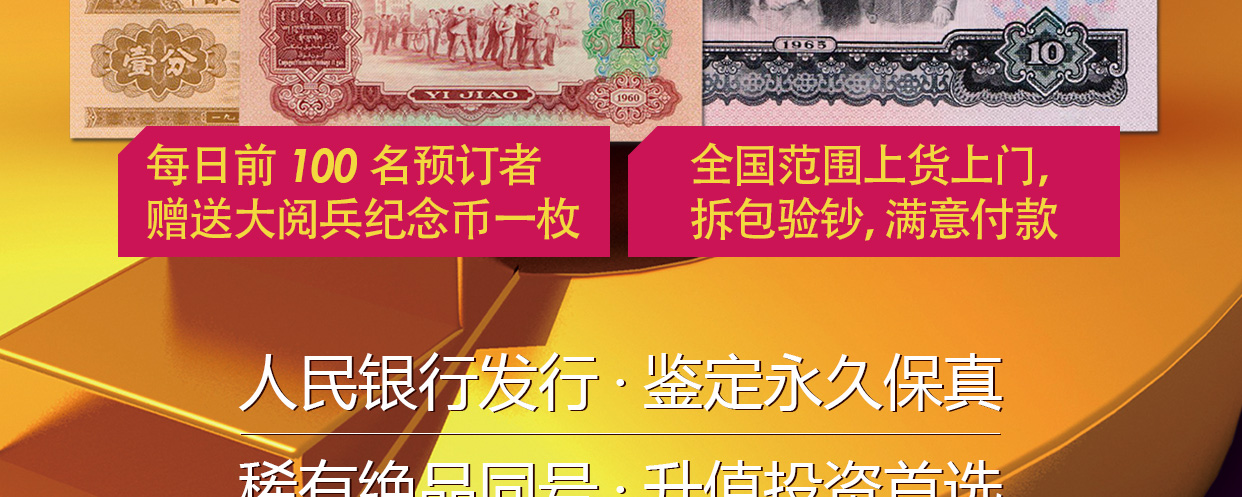 壹分
1
YI JIAO
1960
1965
10
每日前 100 名预订者
赠送大阅兵纪念币一枚
全国范围上货上门,
拆包验钞, 满意付款
人民银行发行 · 鉴定永久保真
稀有绝品同号 · 升值投资首选